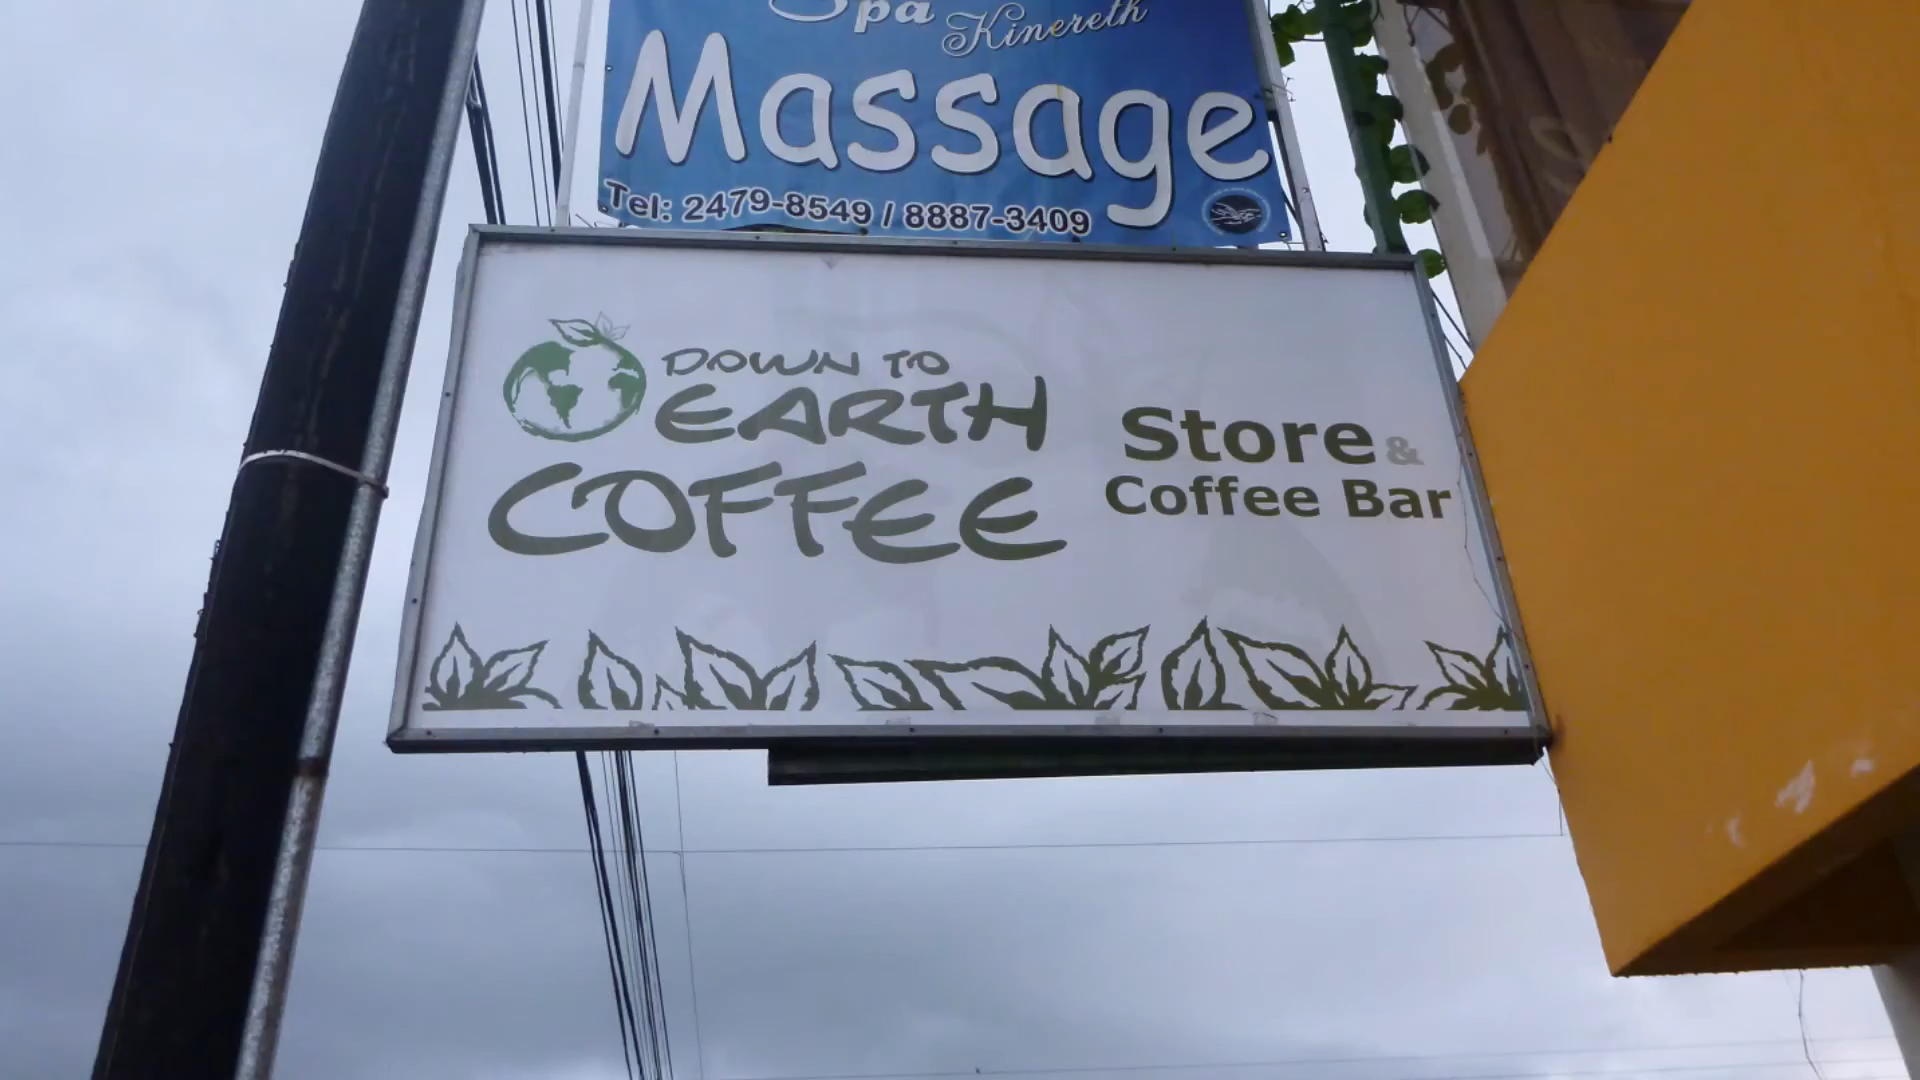 Spa Kinereth
Massage
Tel: 2479-8549 / 8887-3409
DOWN TO
EARTH
COFFEE
Store &
Coffee Bar